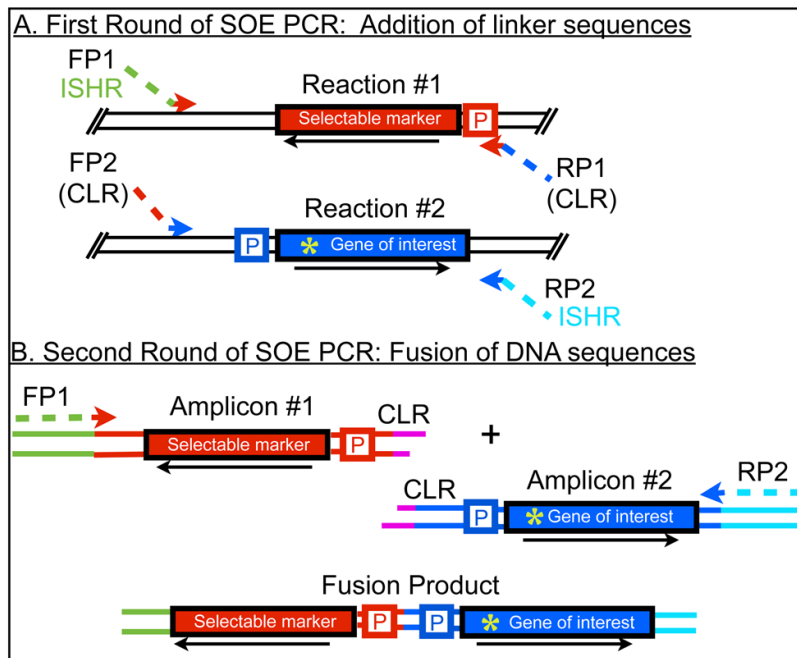 A. First Round of SOE PCR: Addition of linker sequences
FP1
ISHR
Reaction #1
Selectable marker
P
FP2
(CLR)
RP1
(CLR)
Reaction #2
P
* Gene of interest
RP2
ISHR
B. Second Round of SOE PCR: Fusion of DNA sequences
FP1
Amplicon #1
CLR
Selectable marker
P
+
CLR
Amplicon #2
RP2
P
* Gene of interest
Fusion Product
Selectable marker
P
P
* Gene of interest